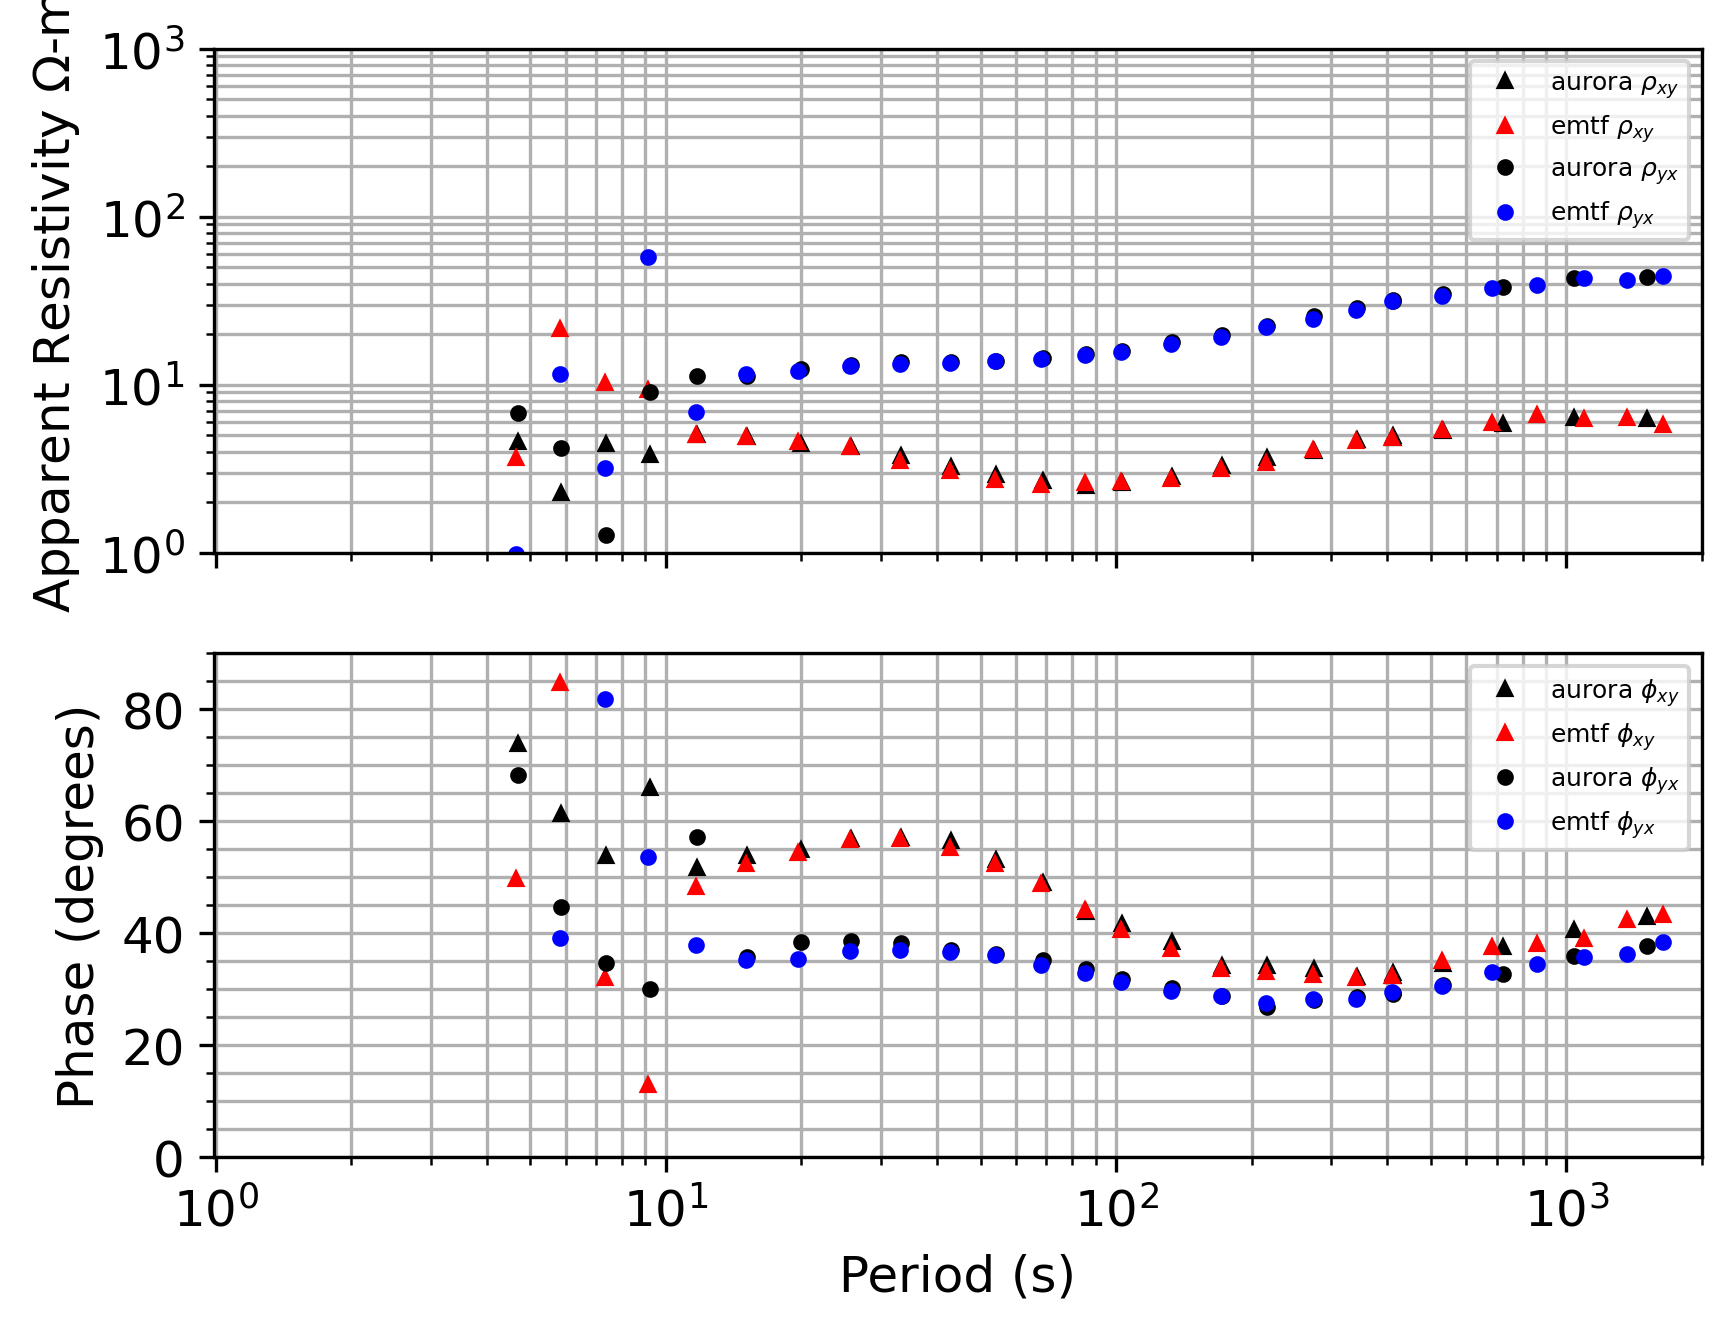 Apparent Resistivity Ω-m
10³
10²
10¹
10⁰
aurora ρxy
emtf ρxy
aurora ρyx
emtf ρyx
Phase (degrees)
80
60
40
20
0
aurora ϕxy
emtf ϕxy
aurora ϕyx
emtf ϕyx
10⁰ 10¹ 10² 10³
Period (s)